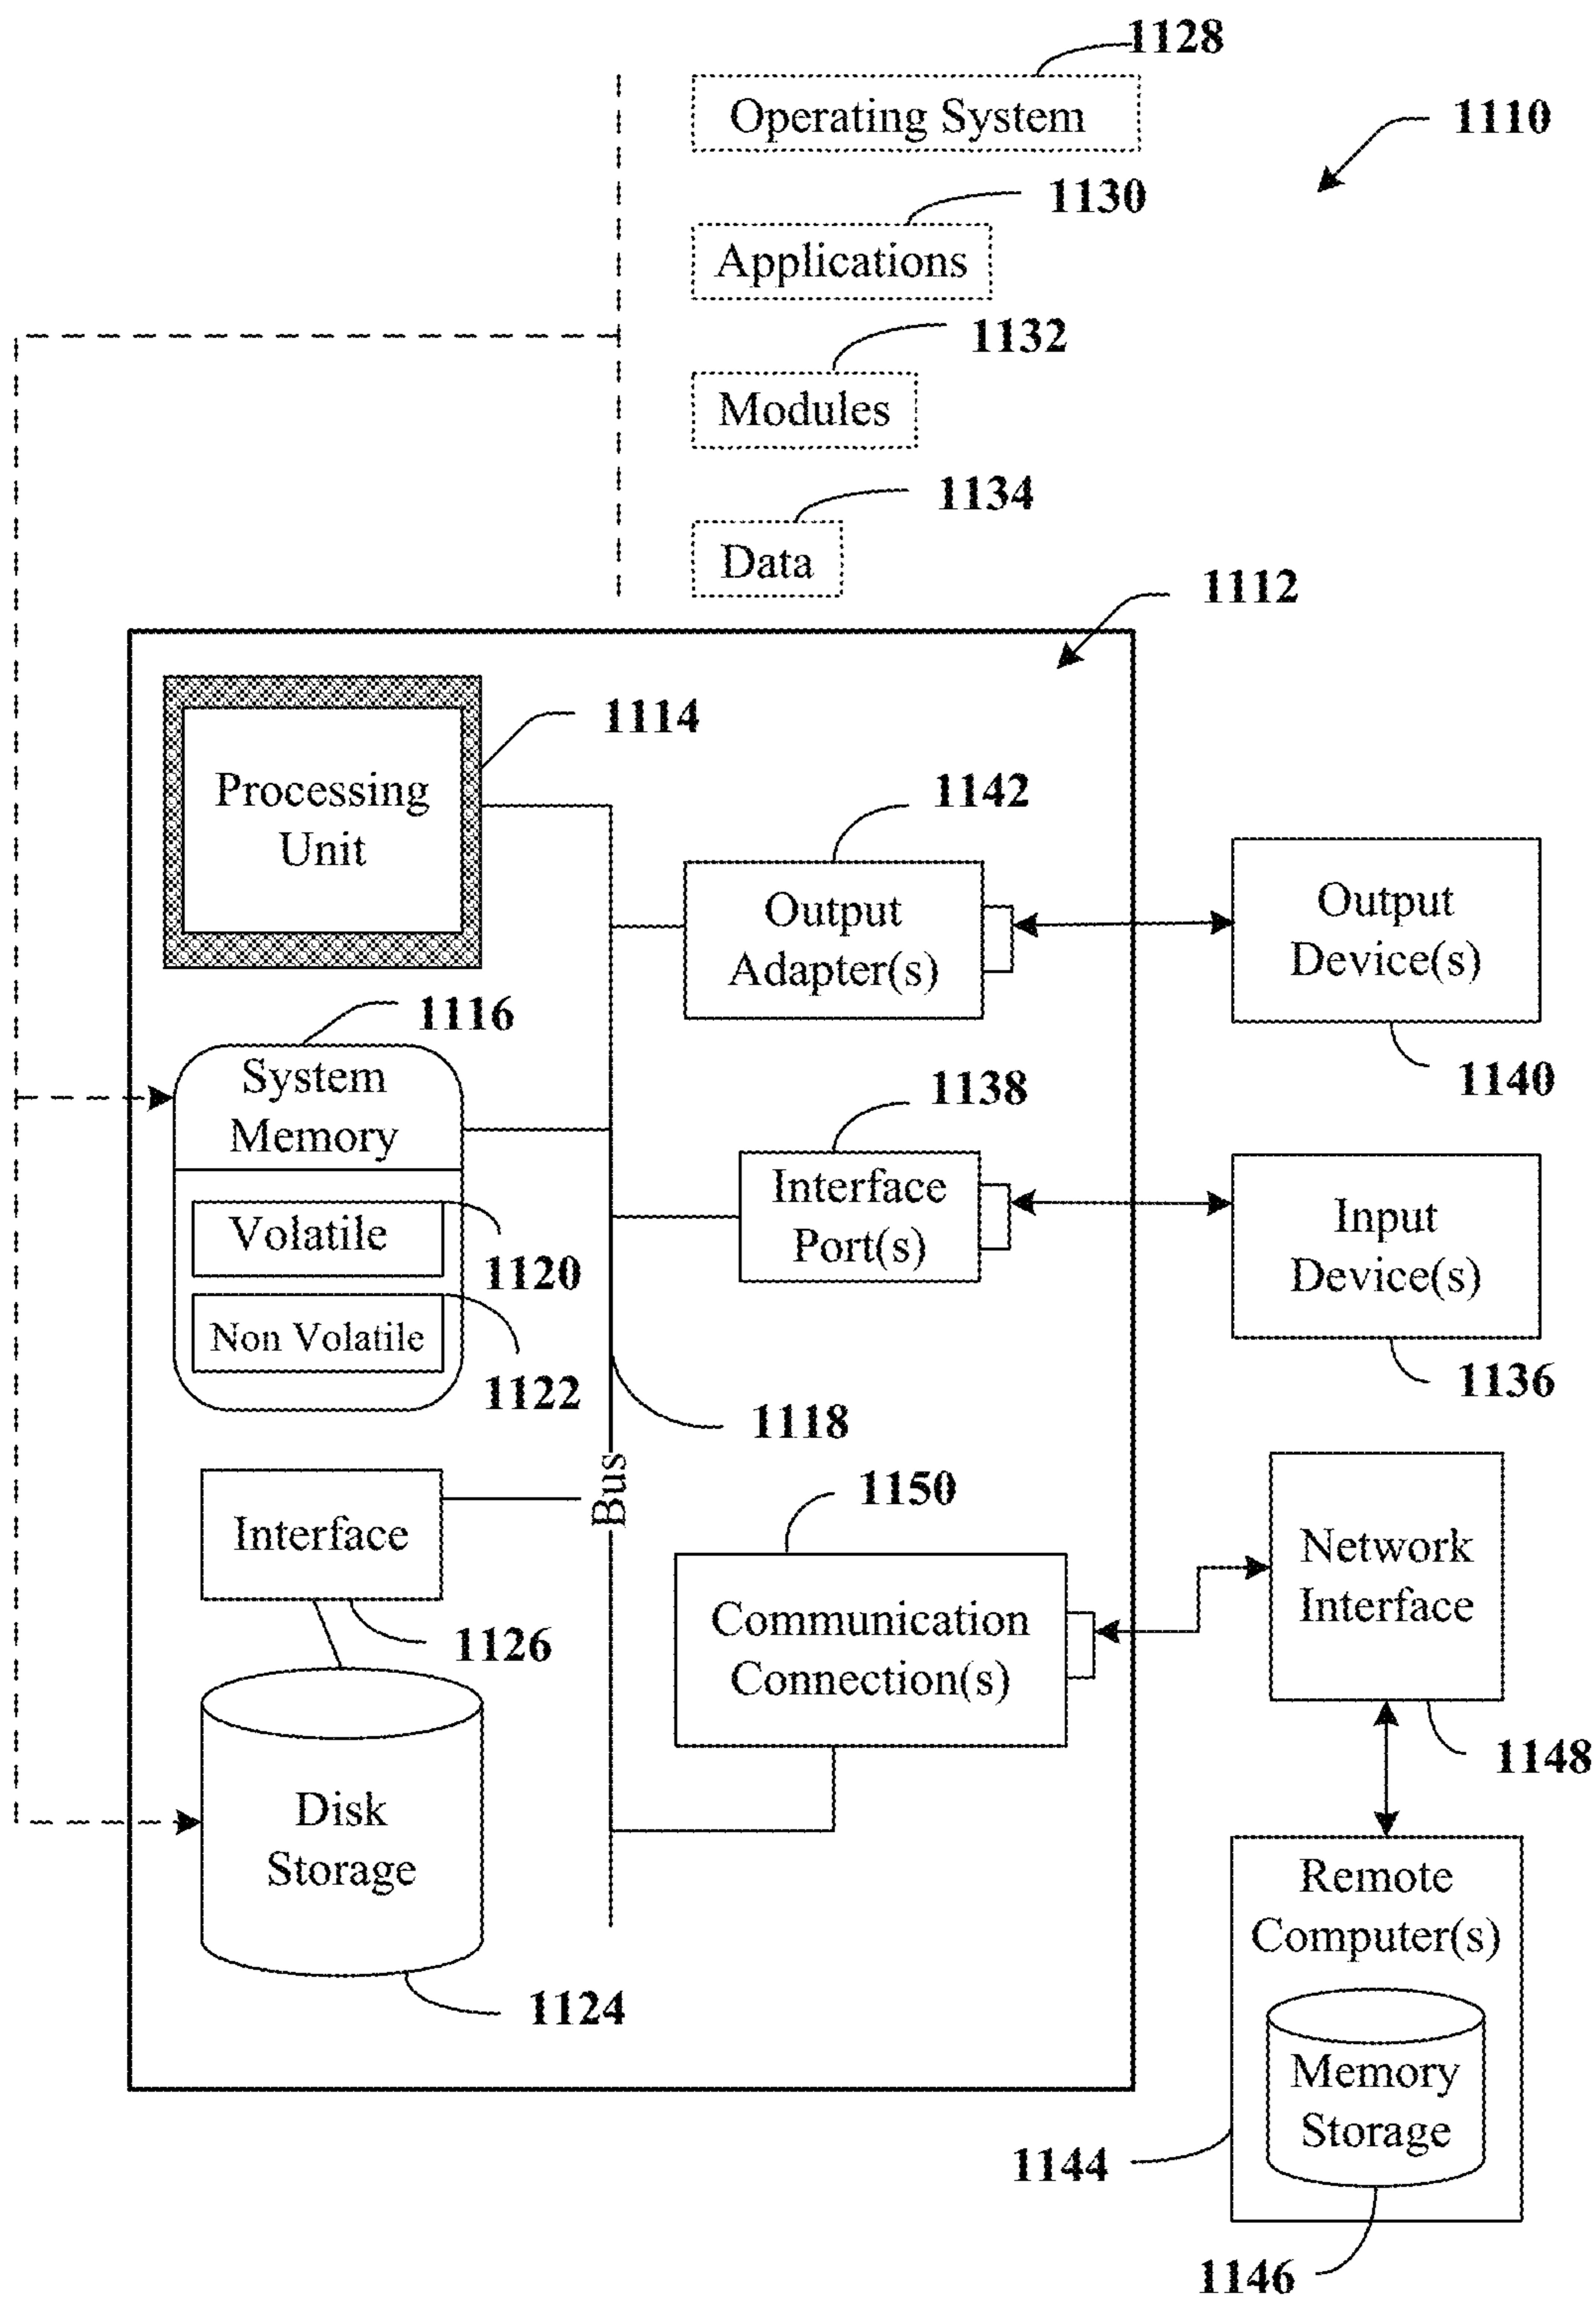 1128
Operating System
1110
1130
Applications
1132
Modules
1134
Data
1112
1114
Processing
Unit
1142
Output
Adapter(s)
Output
Device(s)
1140
1116
System
Memory
Volatile
1120
Non Volatile
1122
1138
Interface
Port(s)
Input
Device(s)
1136
1118
Bus
Interface
1126
1150
Communication
Connection(s)
Network
Interface
1148
Disk
Storage
1124
Remote
Computer(s)
Memory
Storage
1144
1146